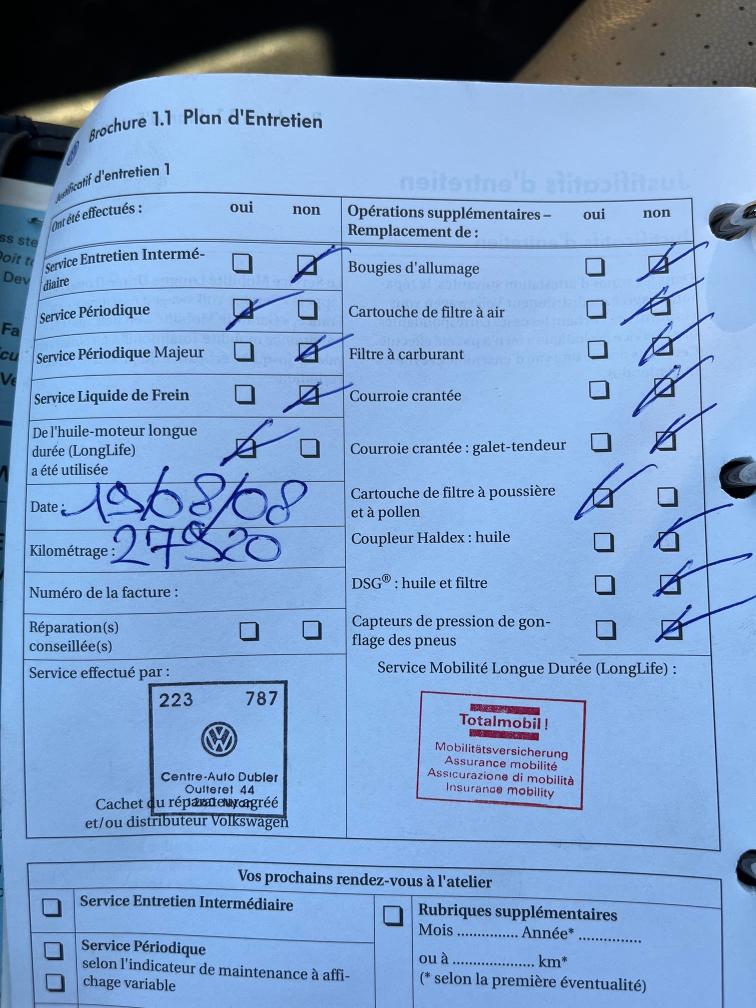 Brochure 1.1 Plan d'Entretien
Justificatif d'entretien 1
Ont été effectués : oui non
Service Entretien Intermé-
diaire
Service Périodique
Service Périodique Majeur
Service Liquide de Frein
De l'huile-moteur longue
durée (LongLife)
a été utilisée
Date : 19/08/08
Kilométrage : 27920
Numéro de la facture :
Réparation(s)
conseillée(s)
Service effectué par :
223 787
Centre-Auto Dubler
Oulteret 44
Cachet du réparateur agréé
et/ou distributeur Volkswagen
Opérations supplémentaires – oui non
Remplacement de :
Bougies d'allumage
Cartouche de filtre à air
Filtre à carburant
Courroie crantée
Courroie crantée : galet-tendeur
Cartouche de filtre à poussière
et à pollen
Coupleur Haldex : huile
DSG® : huile et filtre
Capteurs de pression de gon-
flage des pneus
Service Mobilité Longue Durée (LongLife) :
Totalmobil !
Mobilitätsversicherung
Assurance mobilité
Assicurazione di mobilità
Insurance mobility
Vos prochains rendez-vous à l'atelier
Service Entretien Intermédiaire
Service Périodique
selon l'indicateur de maintenance à affi-
chage variable
Rubriques supplémentaires
Mois ............... Année* ...............
ou à .................... km*
(* selon la première éventualité)